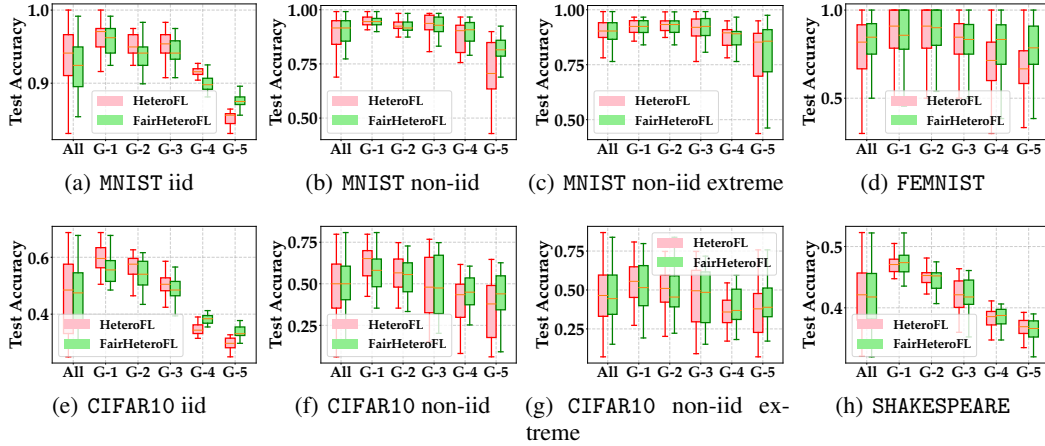 1.0
0.9
Test Accuracy
HeteroFL
FairHeteroFL
All G-1 G-2 G-3 G-4 G-5
(a) MNIST iid
1.00
0.75
0.50
Test Accuracy
HeteroFL
FairHeteroFL
All G-1 G-2 G-3 G-4 G-5
(b) MNIST non-iid
1.00
0.75
0.50
Test Accuracy
HeteroFL
FairHeteroFL
All G-1 G-2 G-3 G-4 G-5
(c) MNIST non-iid extreme
1.0
0.5
Test Accuracy
HeteroFL
FairHeteroFL
All G-1 G-2 G-3 G-4 G-5
(d) FEMNIST
0.6
0.4
Test Accuracy
HeteroFL
FairHeteroFL
All G-1 G-2 G-3 G-4 G-5
(e) CIFAR10 iid
0.75
0.50
0.25
Test Accuracy
HeteroFL
FairHeteroFL
All G-1 G-2 G-3 G-4 G-5
(f) CIFAR10 non-iid
0.75
0.50
0.25
Test Accuracy
HeteroFL
FairHeteroFL
All G-1 G-2 G-3 G-4 G-5
(g) CIFAR10 non-iid ex-
treme
0.5
0.4
Test Accuracy
HeteroFL
FairHeteroFL
All G-1 G-2 G-3 G-4 G-5
(h) SHAKESPEARE